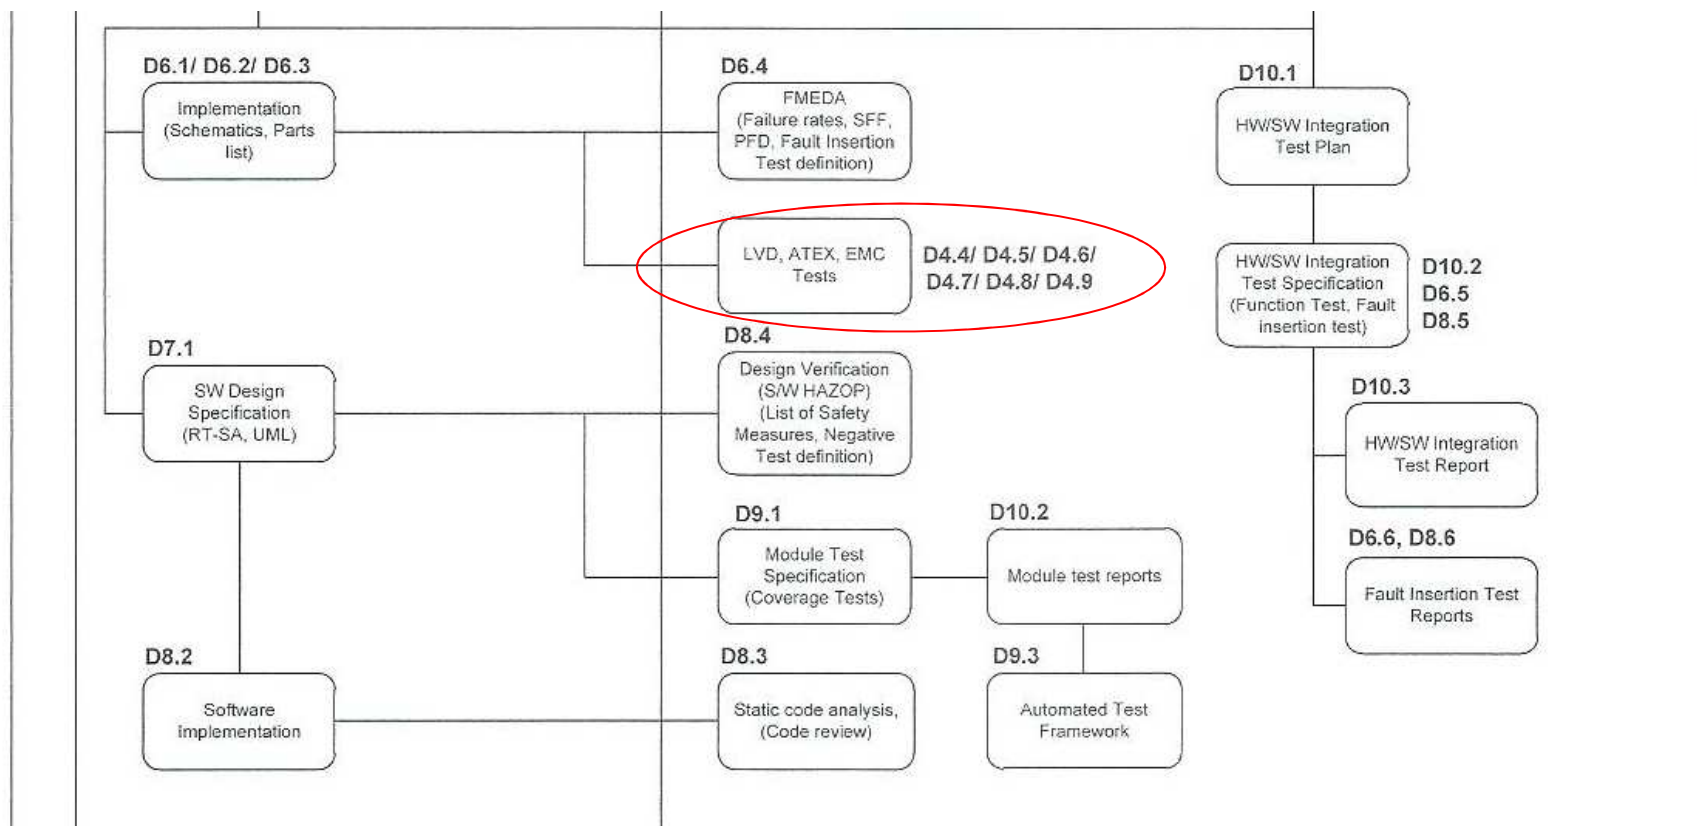 D6.1/ D6.2/ D6.3
Implementation
(Schematics, Parts
list)
D6.4
FMEDA
(Failure rates, SFF,
PFD, Fault Insertion
Test definition)
D10.1
HW/SW Integration
Test Plan
LVD, ATEX, EMC
Tests
D4.4/ D4.5/ D4.6/
D4.7/ D4.8/ D4.9
HW/SW Integration
Test Specification
(Function Test, Fault
insertion test)
D10.2
D6.5
D8.5
D7.1
SW Design
Specification
(RT-SA, UML)
D8.4
Design Verification
(S/W HAZOP)
(List of Safety
Measures, Negative
Test definition)
D10.3
HW/SW Integration
Test Report
D9.1
Module Test
Specification
(Coverage Tests)
D10.2
Module test reports
D6.6, D8.6
Fault Insertion Test
Reports
D8.2
Software
implementation
D8.3
Static code analysis,
(Code review)
D9.3
Automated Test
Framework